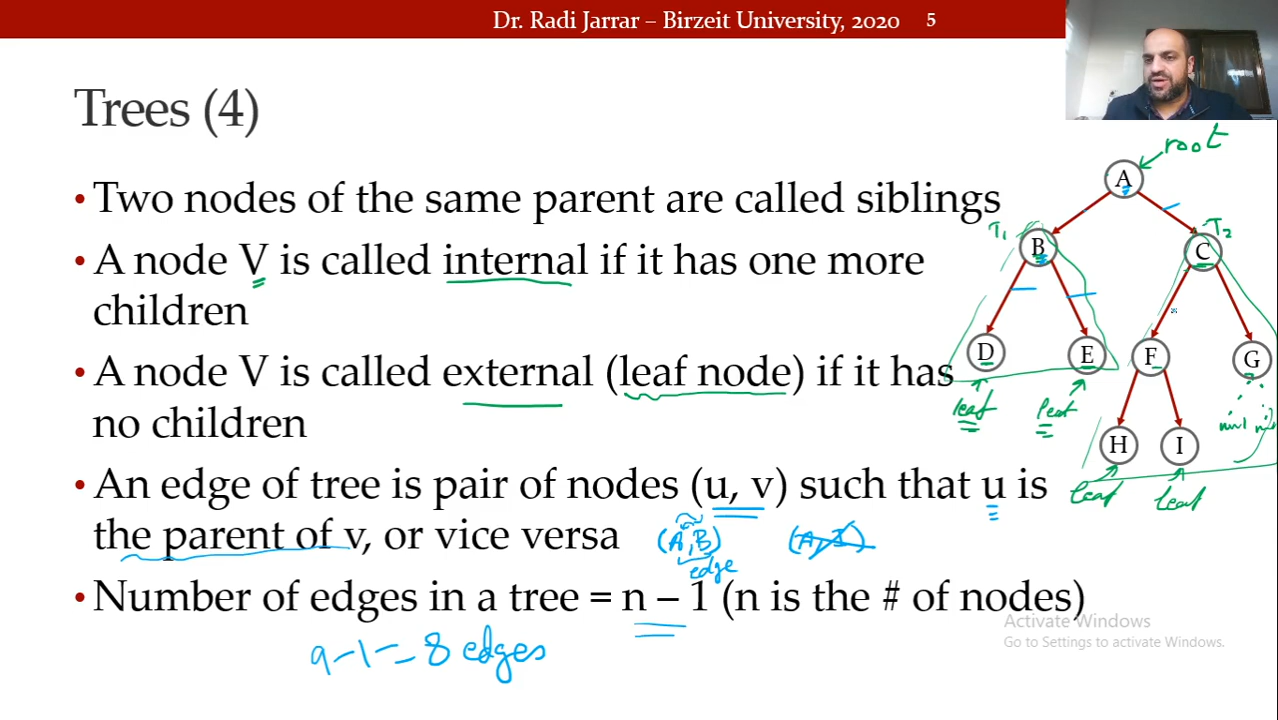 Dr. Radi Jarrar – Birzeit University, 2020 5
Trees (4)
• Two nodes of the same parent are called siblings
• A node V is called internal if it has one more
children
• A node V is called external (leaf node) if it has
no children
• An edge of tree is pair of nodes (u, v) such that u is
the parent of v, or vice versa
(A, B)
edge
• Number of edges in a tree = n – 1 (n is the # of nodes)
9-1 = 8 edges
root
A
T1
T2
B
C
D
E
F
G
leaf
leaf
H
I
leaf
leaf
Activate Windows
Go to Settings to activate Windows.